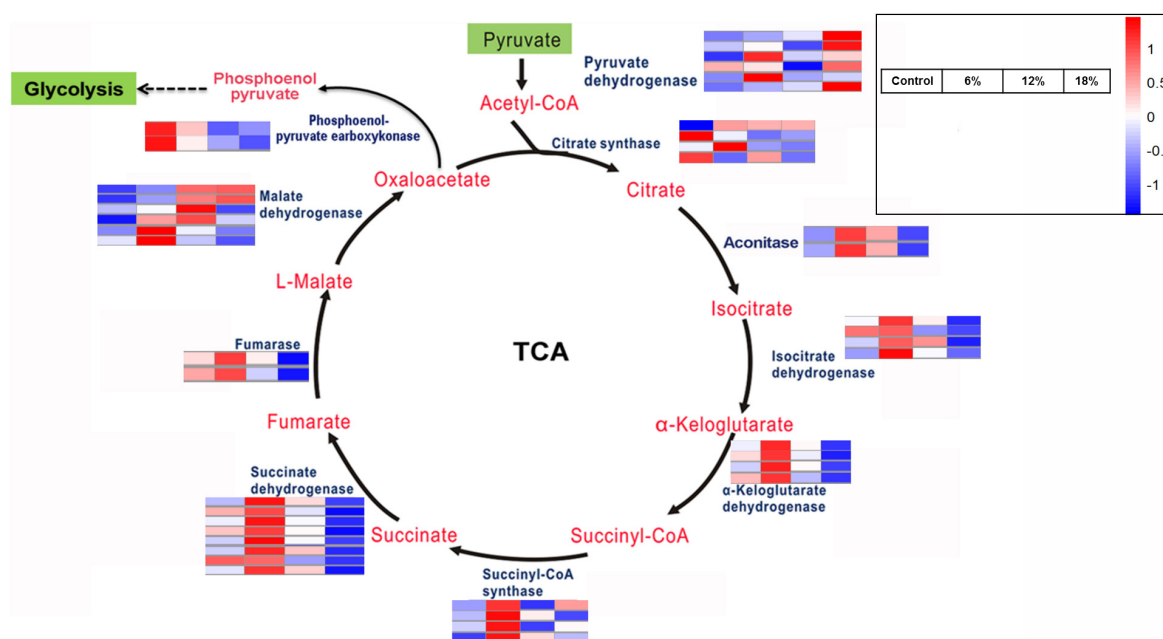 Pyruvate
Pyruvate
dehydrogenase
Control 6% 12% 18%
1
0.5
0
-0.
-1
Glycolysis
Phosphoenol
pyruvate
Acetyl-CoA
Phosphoenol-
pyruvate earboxykonase
Citrate synthase
Oxaloacetate
Citrate
Malate
dehydrogenase
Aconitase
L-Malate
Isocitrate
TCA
Fumarase
Isocitrate
dehydrogenase
Fumarate
α-Keloglutarate
Succinate
dehydrogenase
α-Keloglutarate
dehydrogenase
Succinate
Succinyl-CoA
Succinyl-CoA
synthase